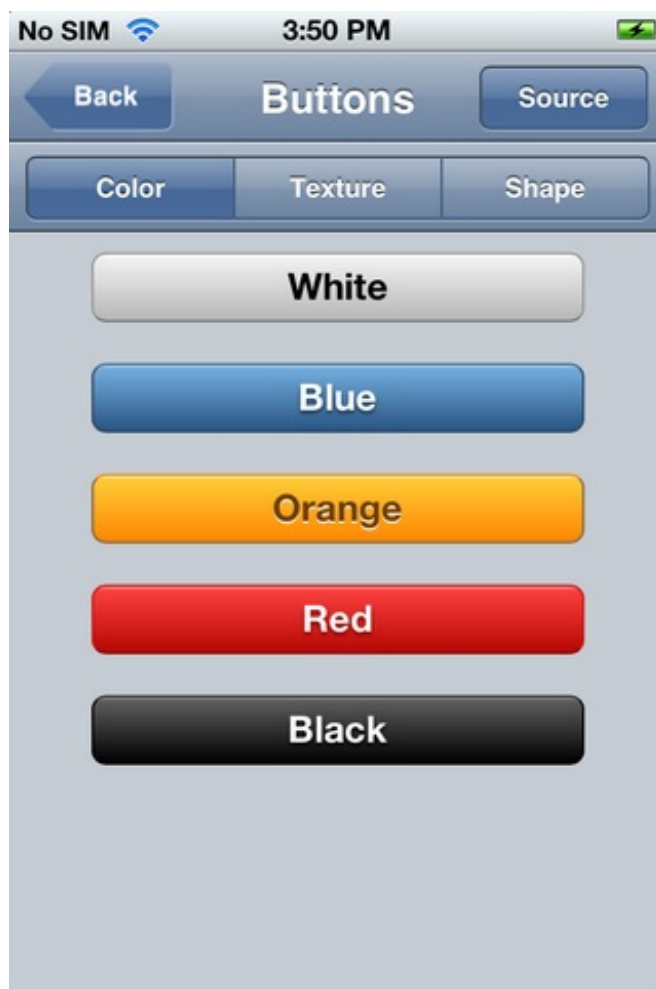 No SIM 3:50 PM
Back Buttons Source
Color Texture Shape
White
Blue
Orange
Red
Black